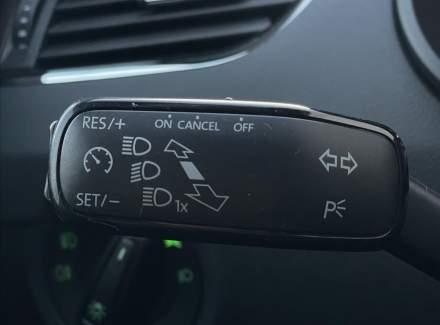 RES/+ ON CANCEL OFF
SET/- 1x P